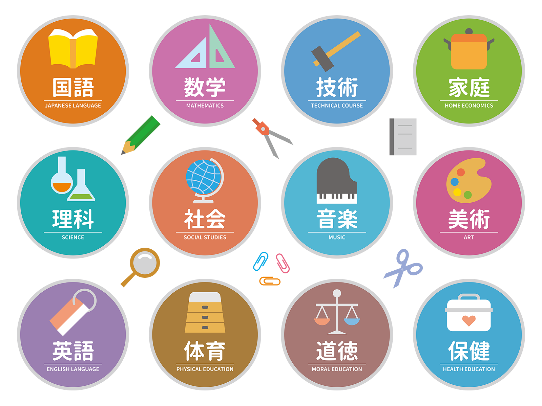 国語
JAPANESE LANGUAGE
数学
MATHEMATICS
技術
TECHNICAL COURSE
家庭
HOME ECONOMICS
理科
SCIENCE
社会
SOCIAL STUDIES
音楽
MUSIC
美術
ART
英語
ENGLISH LANGUAGE
体育
PHYSICAL EDUCATION
道徳
MORAL EDUCATION
保健
HEALTH EDUCATION